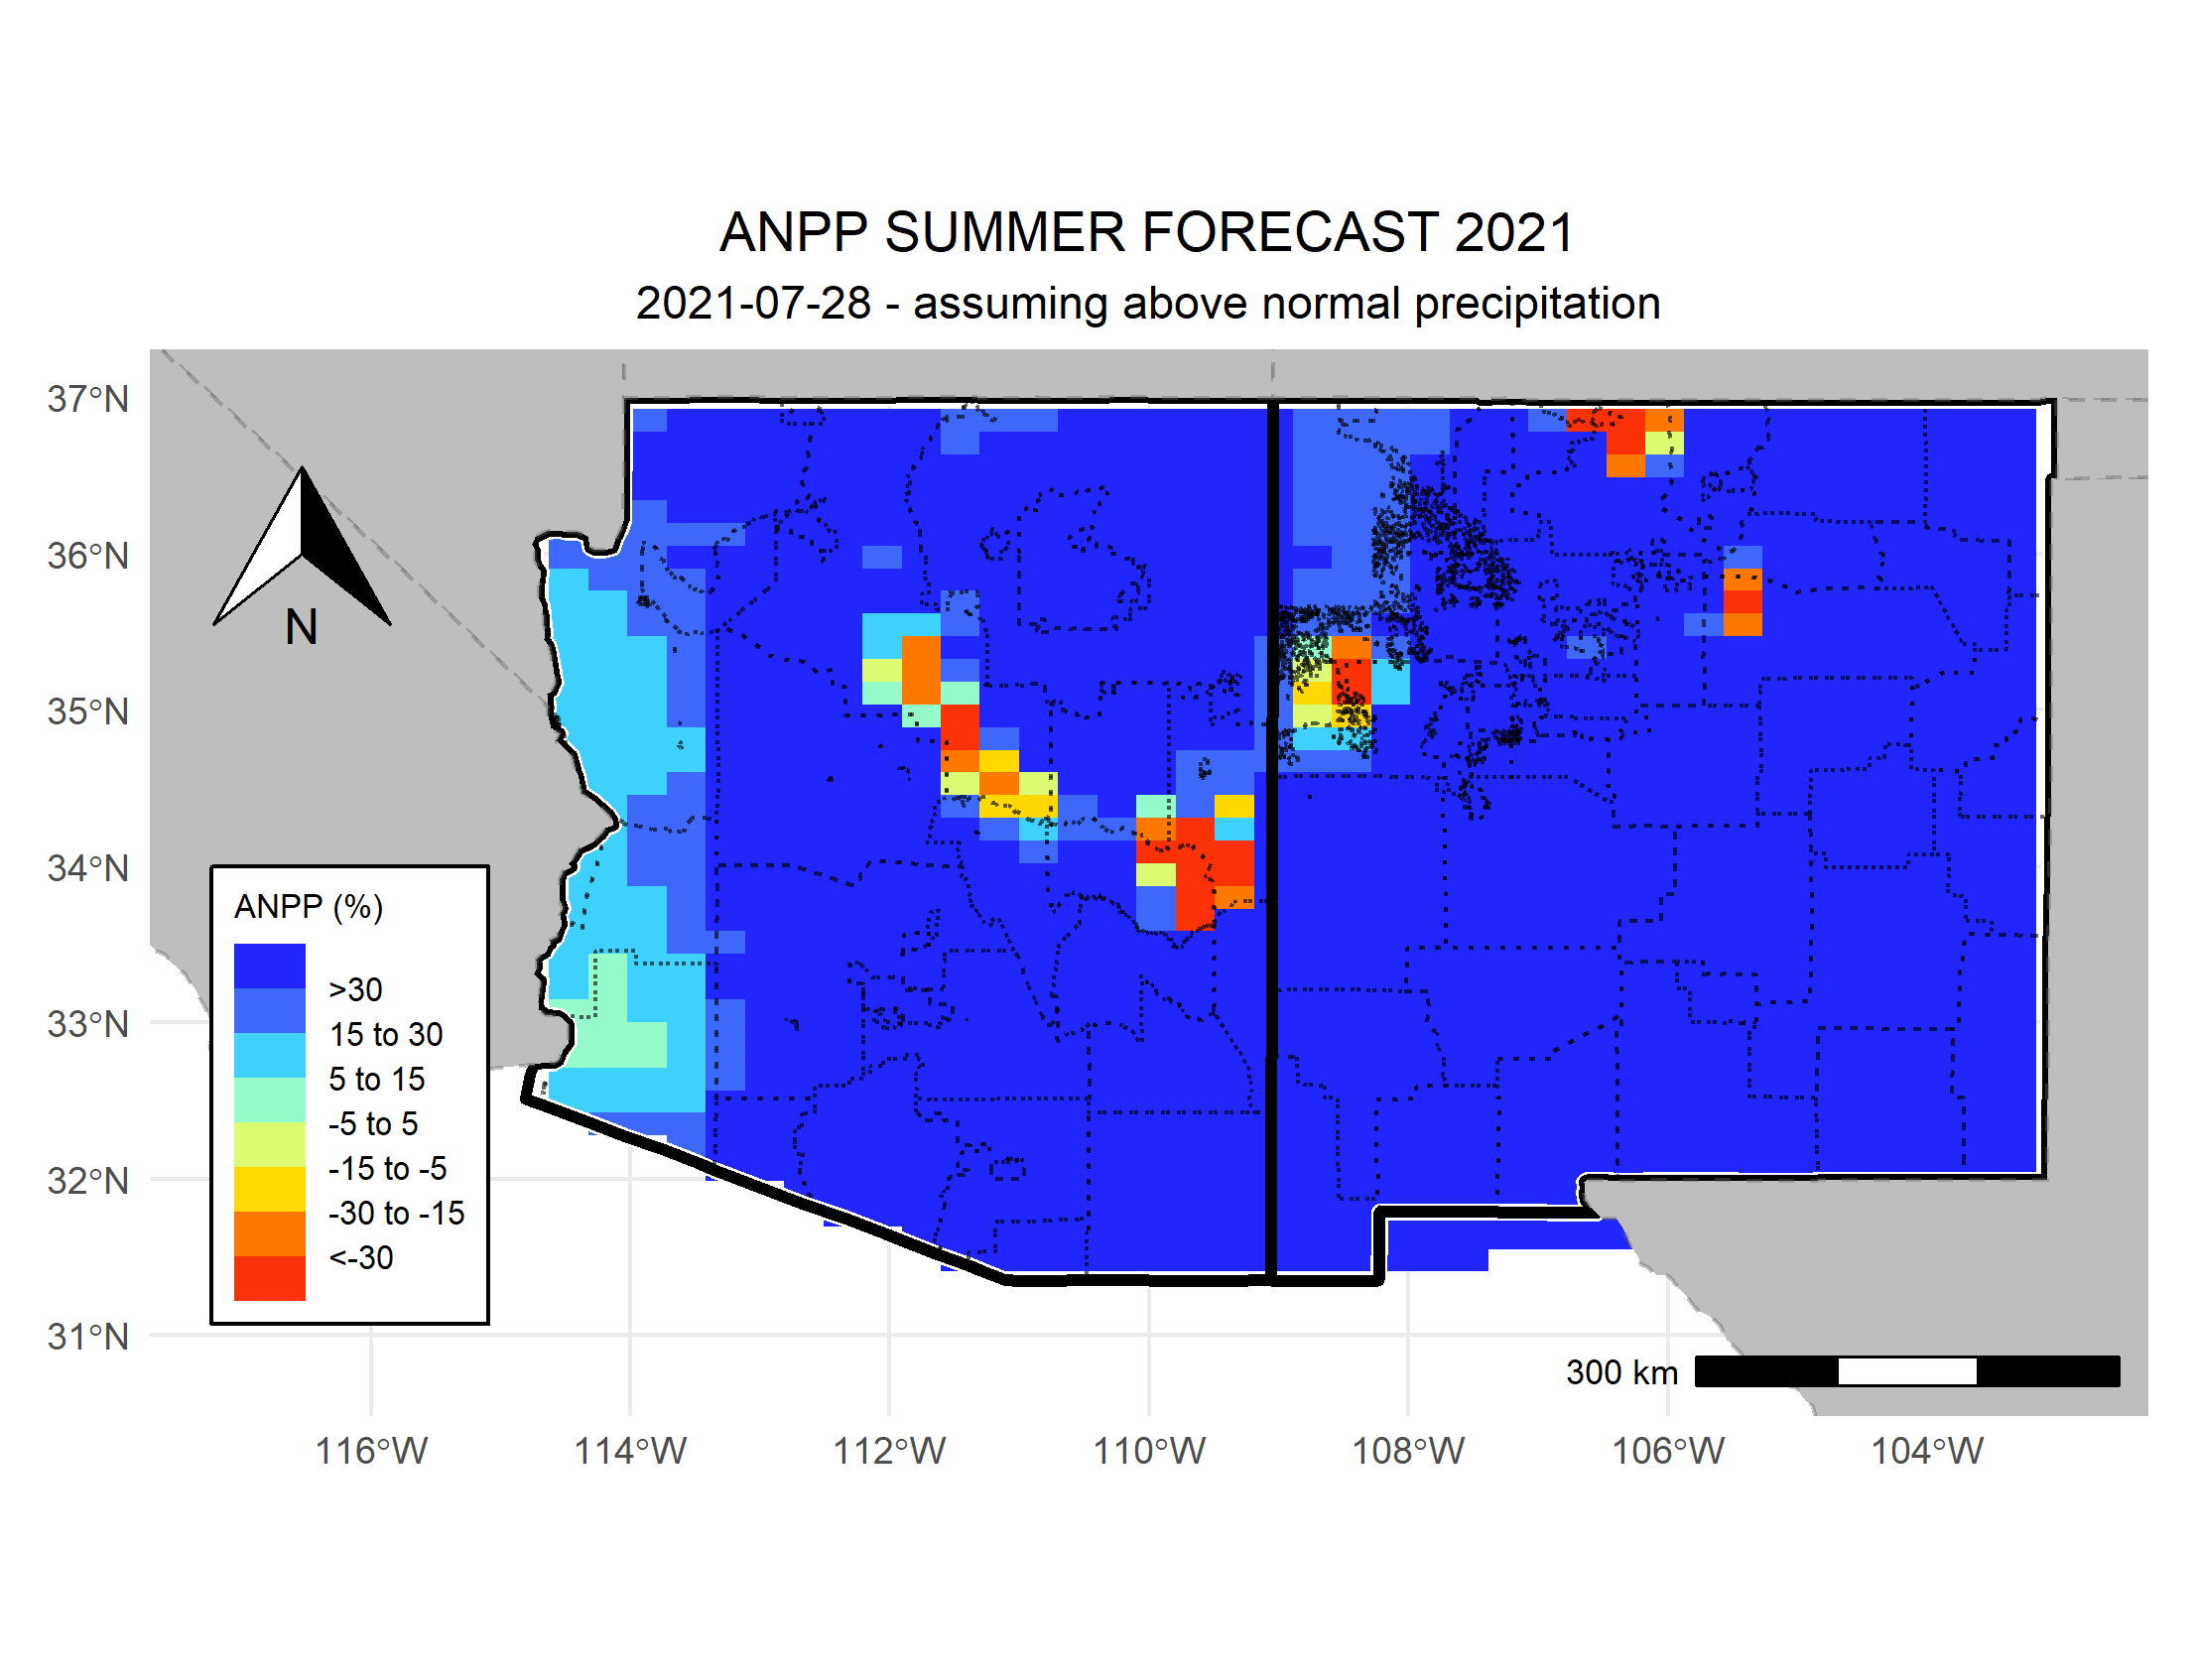 ANPP SUMMER FORECAST 2021
2021-07-28 - assuming above normal precipitation
37°N
36°N
35°N
34°N
33°N
32°N
31°N
N
ANPP (%)
>30
15 to 30
5 to 15
-5 to 5
-15 to -5
-30 to -15
<-30
300 km
116°W
114°W
112°W
110°W
108°W
106°W
104°W